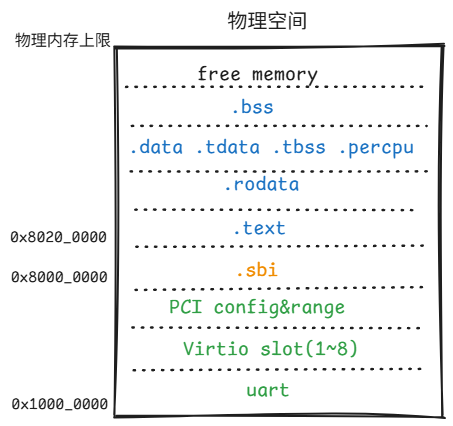 物理空间
物理内存上限
free memory
.bss
.data .tdata .tbss .percpu
.rodata
.text
0x8020_0000
.sbi
0x8000_0000
PCI config&range
Virtio slot(1~8)
uart
0x1000_0000